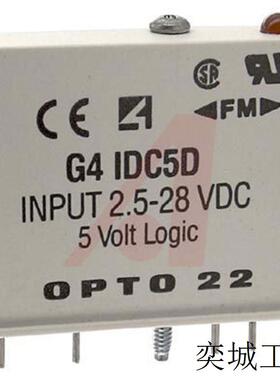 CE
FM
G4 IDC5D
INPUT 2.5-28 VDC
5 Volt Logic
OPTO 22
奕城工